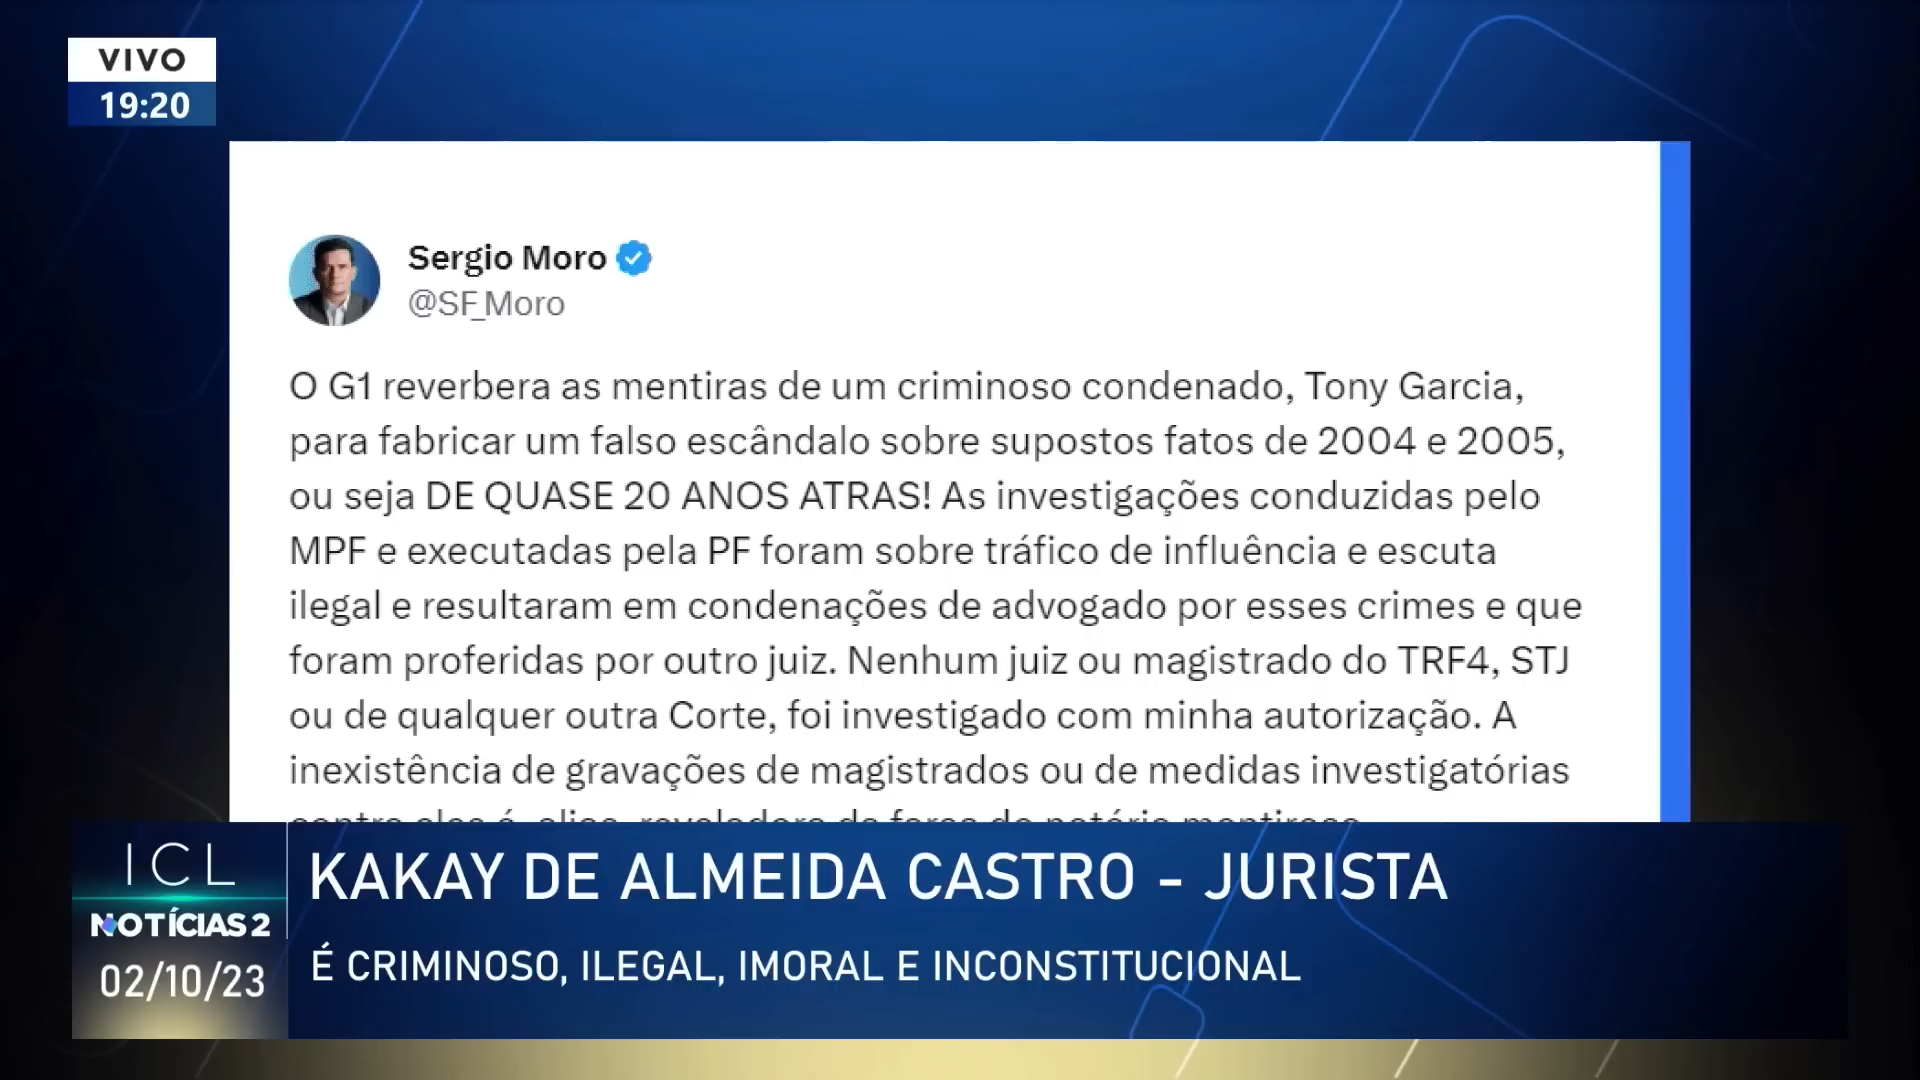 VIVO
19:20
Sergio Moro
@SF_Moro
O G1 reverbera as mentiras de um criminoso condenado, Tony Garcia,
para fabricar um falso escândalo sobre supostos fatos de 2004 e 2005,
ou seja DE QUASE 20 ANOS ATRAS! As investigações conduzidas pelo
MPF e executadas pela PF foram sobre tráfico de influência e escuta
ilegal e resultaram em condenações de advogado por esses crimes e que
foram proferidas por outro juiz. Nenhum juiz ou magistrado do TRF4, STJ
ou de qualquer outra Corte, foi investigado com minha autorização. A
inexistência de gravações de magistrados ou de medidas investigatórias
ICL
NOTÍCIAS 2
02/10/23
KAKAY DE ALMEIDA CASTRO - JURISTA
É CRIMINOSO, ILEGAL, IMORAL E INCONSTITUCIONAL